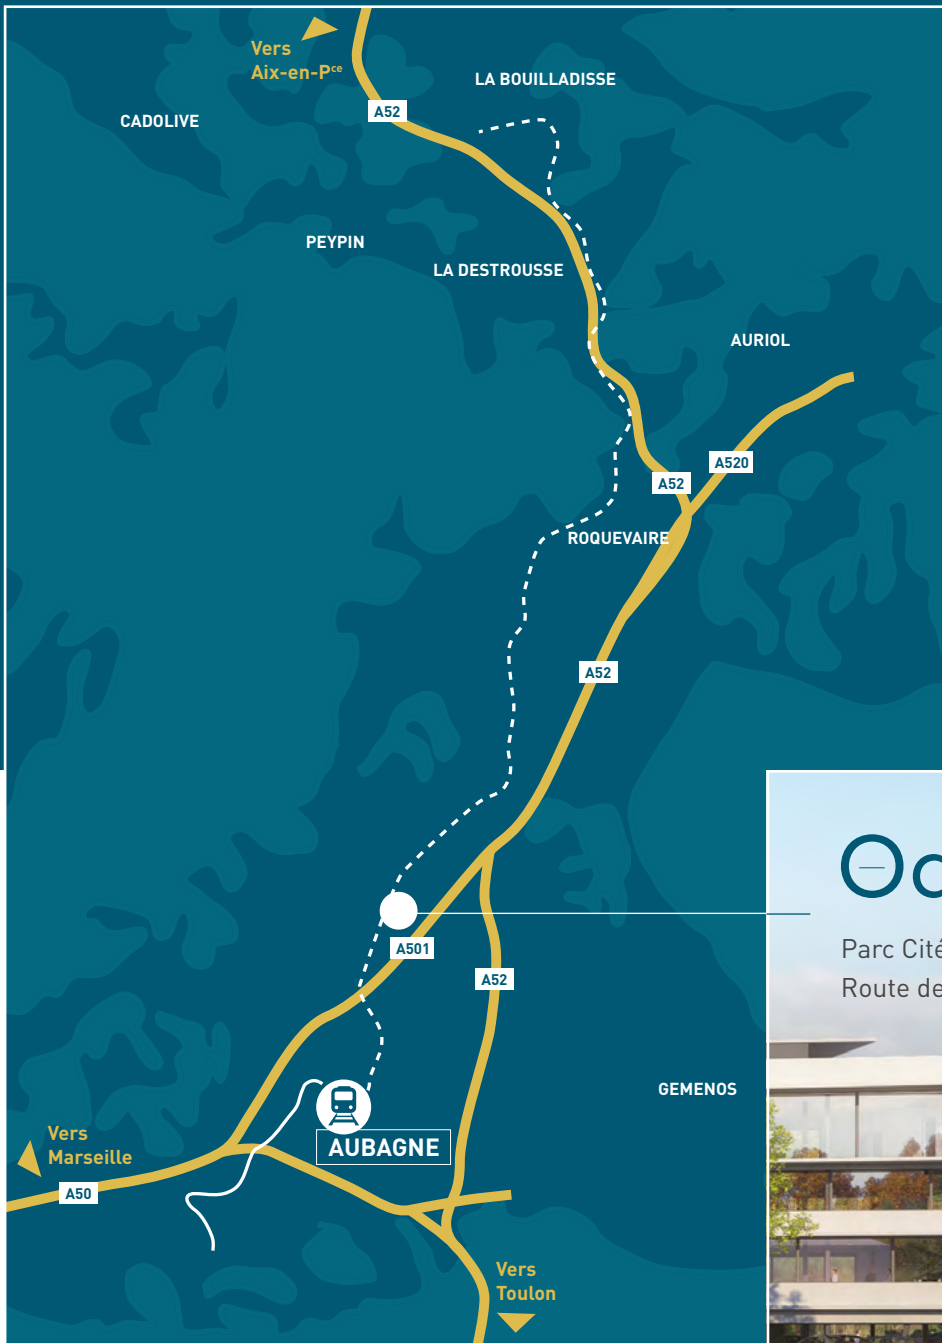 Vers
Aix-en-Pce
LA BOUILLADISSE
A52
CADOLIVE
PEYPIN
LA DESTROUSSE
AURIOL
A520
A52
ROQUEVAIRE
A52
Parc Cité
Route de
A501
A52
GEMENOS
Vers
Marseille
AUBAGNE
A50
Vers
Toulon